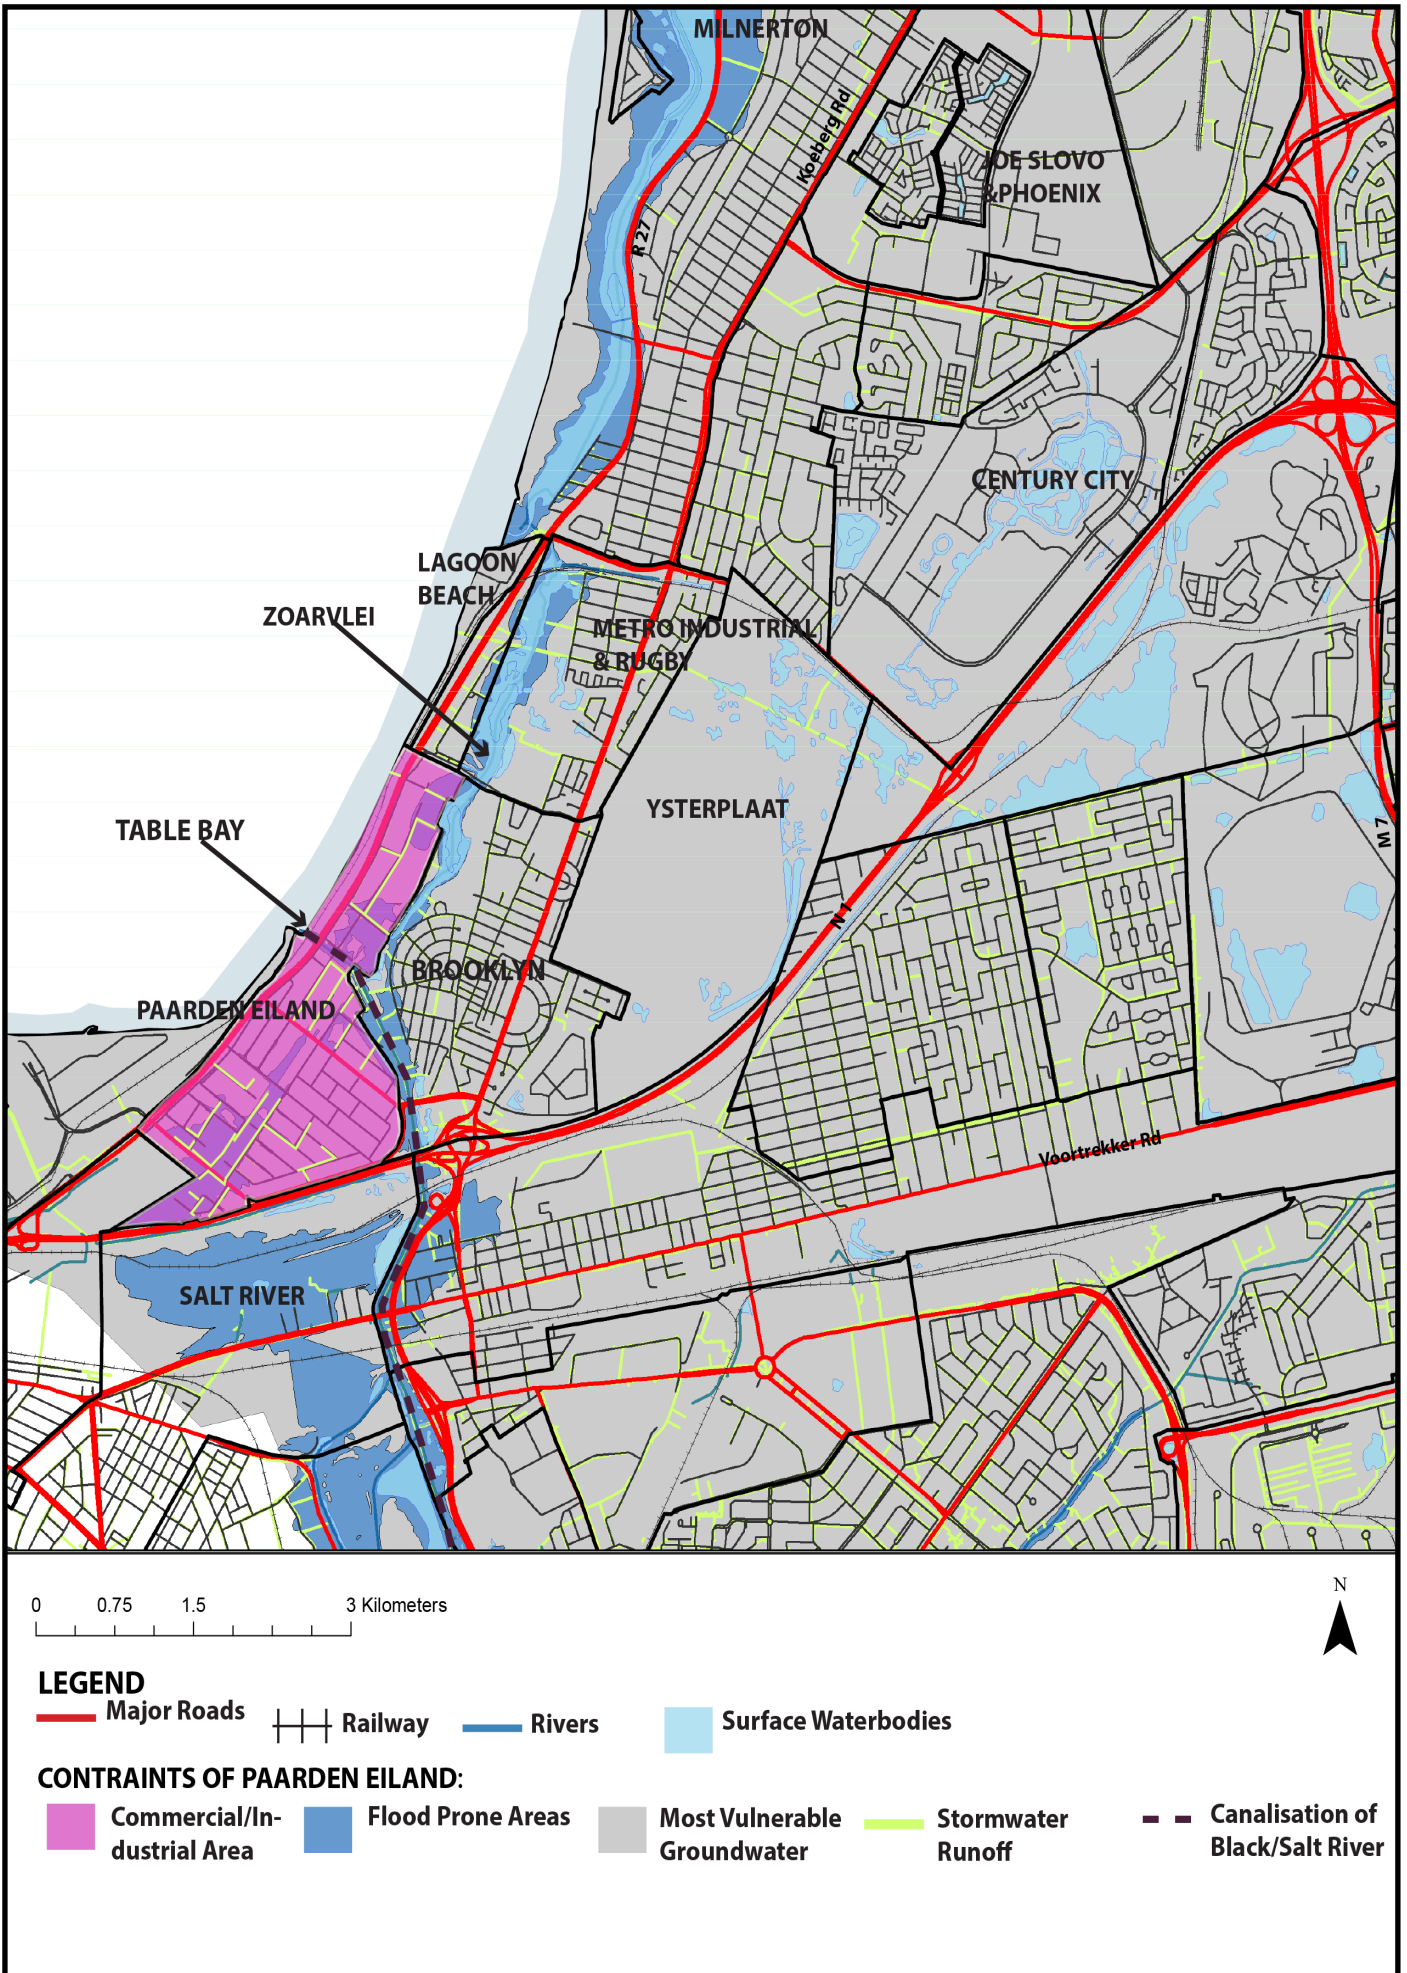 MILNERTON
Koeberg Rd
JOE SLOVO
&PHOENIX
R 27
CENTURY CITY
LAGOON
BEACH
ZOARVLEI
METRO INDUSTRIAL
& RUGBY
YSTERPLAAT
TABLE BAY
M 7
N 1
BROOKLYN
PAARDEN EILAND
Voortrekker Rd
SALT RIVER
0 0.75 1.5 3 Kilometers
N
LEGEND
Major Roads
Railway
Rivers
Surface Waterbodies
CONTRAINTS OF PAARDEN EILAND:
Commercial/In-
dustrial Area
Flood Prone Areas
Most Vulnerable
Groundwater
Stormwater
Runoff
Canalisation of
Black/Salt River